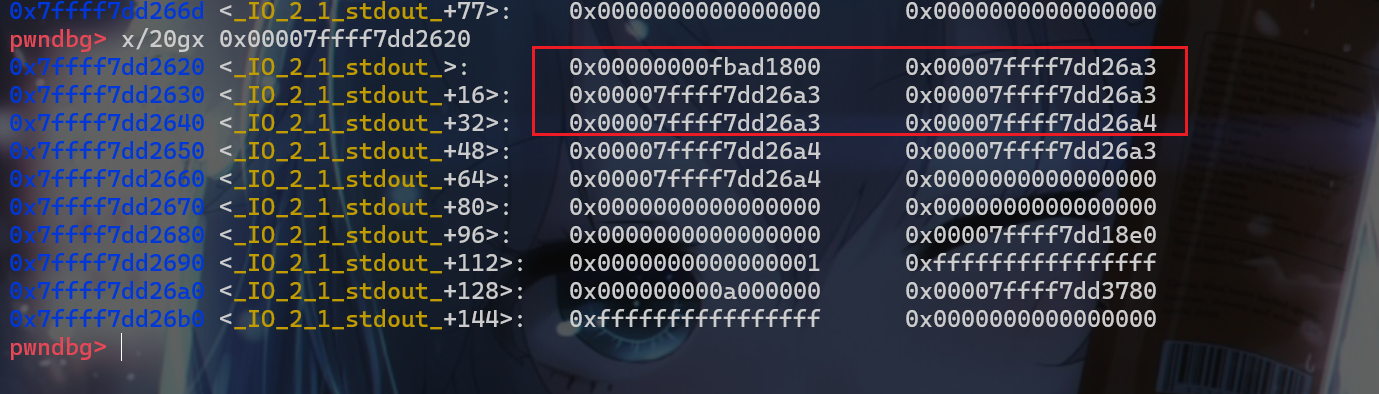 0x7ffff7dd266d <_IO_2_1_stdout_+77>: 0x0000000000000000 0x0000000000000000
pwndbg> x/20gx 0x00007ffff7dd2620
0x7ffff7dd2620 <_IO_2_1_stdout_>: 0x00000000fbad1800 0x00007ffff7dd26a3
0x7ffff7dd2630 <_IO_2_1_stdout_+16>: 0x00007ffff7dd26a3 0x00007ffff7dd26a3
0x7ffff7dd2640 <_IO_2_1_stdout_+32>: 0x00007ffff7dd26a3 0x00007ffff7dd26a4
0x7ffff7dd2650 <_IO_2_1_stdout_+48>: 0x00007ffff7dd26a4 0x00007ffff7dd26a3
0x7ffff7dd2660 <_IO_2_1_stdout_+64>: 0x00007ffff7dd26a4 0x0000000000000000
0x7ffff7dd2670 <_IO_2_1_stdout_+80>: 0x0000000000000000 0x0000000000000000
0x7ffff7dd2680 <_IO_2_1_stdout_+96>: 0x0000000000000000 0x00007ffff7dd18e0
0x7ffff7dd2690 <_IO_2_1_stdout_+112>: 0x0000000000000001 0xffffffffffffffff
0x7ffff7dd26a0 <_IO_2_1_stdout_+128>: 0x000000000a000000 0x00007ffff7dd3780
0x7ffff7dd26b0 <_IO_2_1_stdout_+144>: 0xffffffffffffffff 0x0000000000000000
pwndbg>